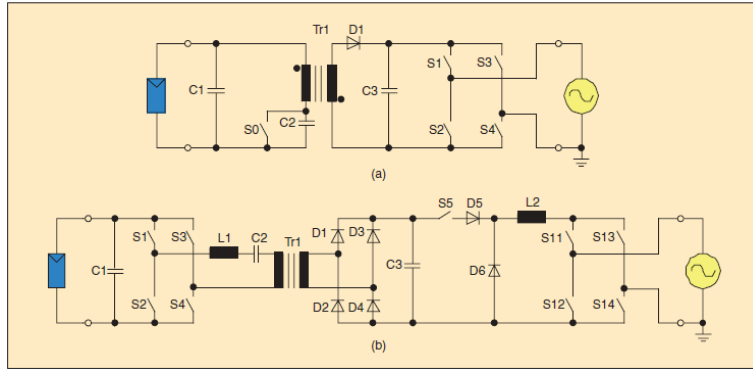 Tr1 D1
S1 S3
C1 C3
S0 C2 S2 S4
(a)
S5 D5 L2
S1 S3 L1 C2 Tr1 D1 D3 S11 S13
C1 C3 D6
S2 S4 D2 D4 S12 S14
(b)